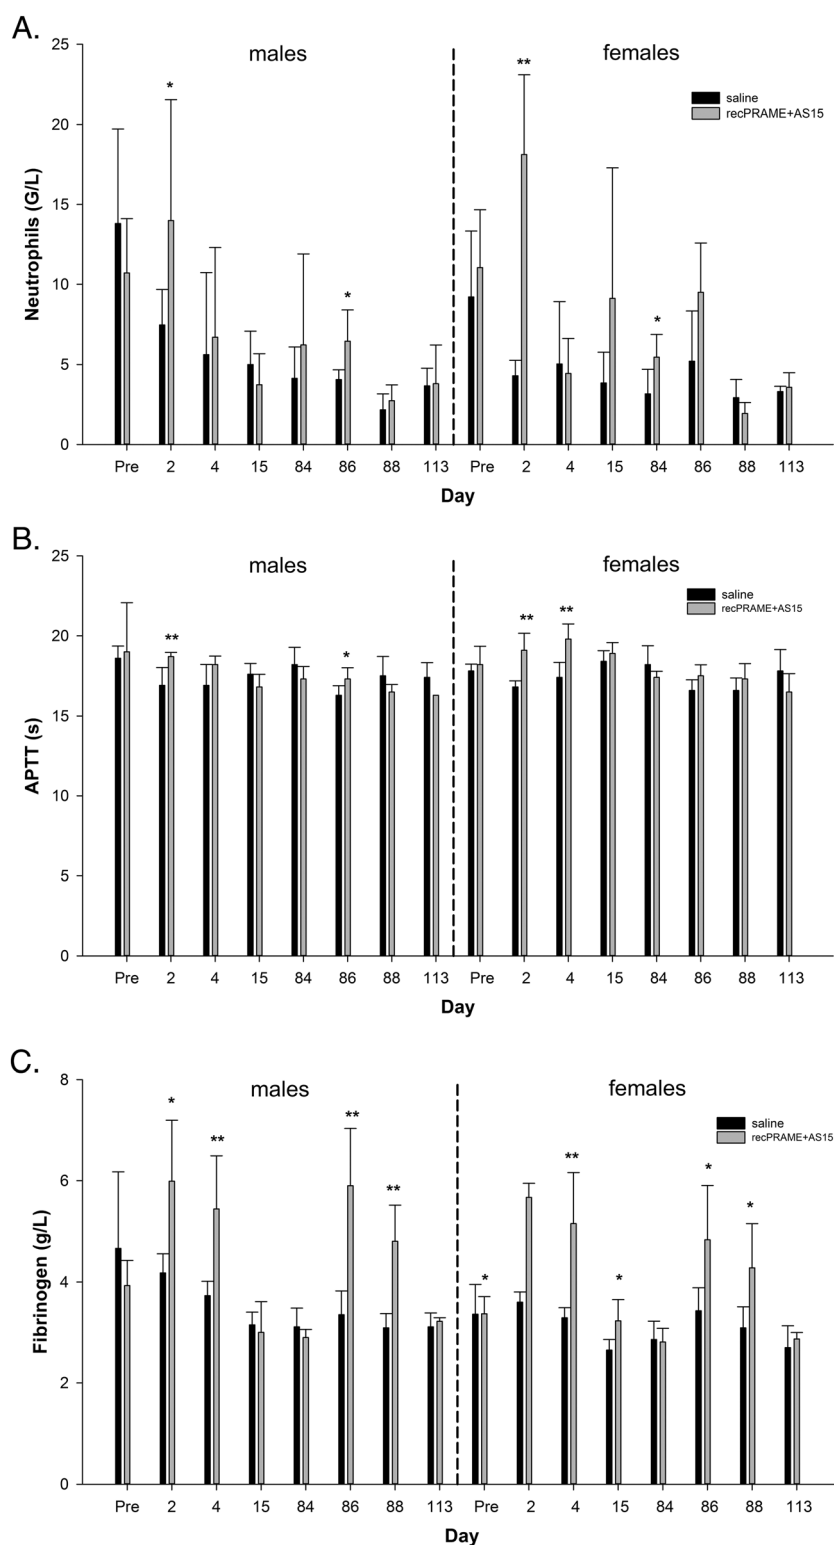 A.
males
females
25
20
15
10
5
0
Neutrophils (G/L)
*
*
**
*
saline
recPRAME+AS15
Pre 2 4 15 84 86 88 113 Pre 2 4 15 84 86 88 113
Day
B.
males
females
25
20
15
10
5
0
APTT (s)
**
*
**
**
saline
recPRAME+AS15
Pre 2 4 15 84 86 88 113 Pre 2 4 15 84 86 88 113
Day
C.
males
females
8
6
4
2
0
Fibrinogen (g/L)
*
**
**
**
*
**
*
*
*
saline
recPRAME+AS15
Pre 2 4 15 84 86 88 113 Pre 2 4 15 84 86 88 113
Day